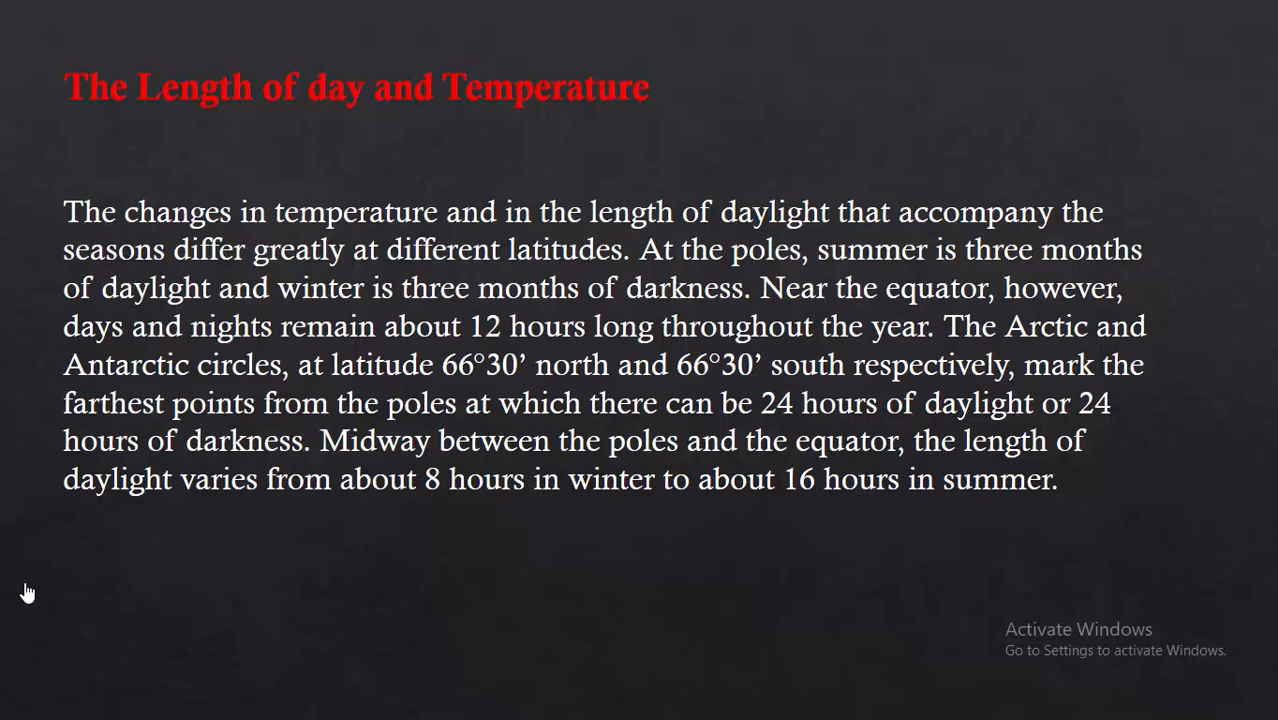 The Length of day and Temperature
The changes in temperature and in the length of daylight that accompany the
seasons differ greatly at different latitudes. At the poles, summer is three months
of daylight and winter is three months of darkness. Near the equator, however,
days and nights remain about 12 hours long throughout the year. The Arctic and
Antarctic circles, at latitude 66°30’ north and 66°30’ south respectively, mark the
farthest points from the poles at which there can be 24 hours of daylight or 24
hours of darkness. Midway between the poles and the equator, the length of
daylight varies from about 8 hours in winter to about 16 hours in summer.
Activate Windows
Go to Settings to activate Windows.